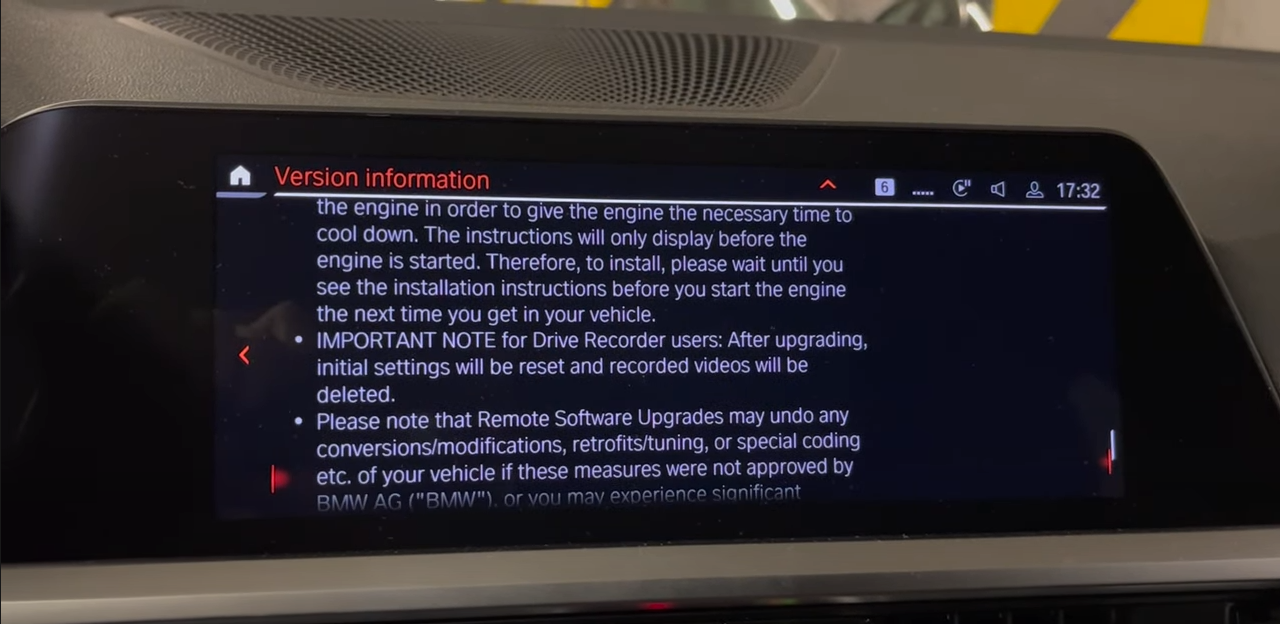 Version information
6
17:32
the engine in order to give the engine the necessary time to
cool down. The instructions will only display before the
engine is started. Therefore, to install, please wait until you
see the installation instructions before you start the engine
the next time you get in your vehicle.
• IMPORTANT NOTE for Drive Recorder users: After upgrading,
initial settings will be reset and recorded videos will be
deleted.
• Please note that Remote Software Upgrades may undo any
conversions/modifications, retrofits/tuning, or special coding
etc. of your vehicle if these measures were not approved by
BMW AG ("BMW"), or you may experience significant